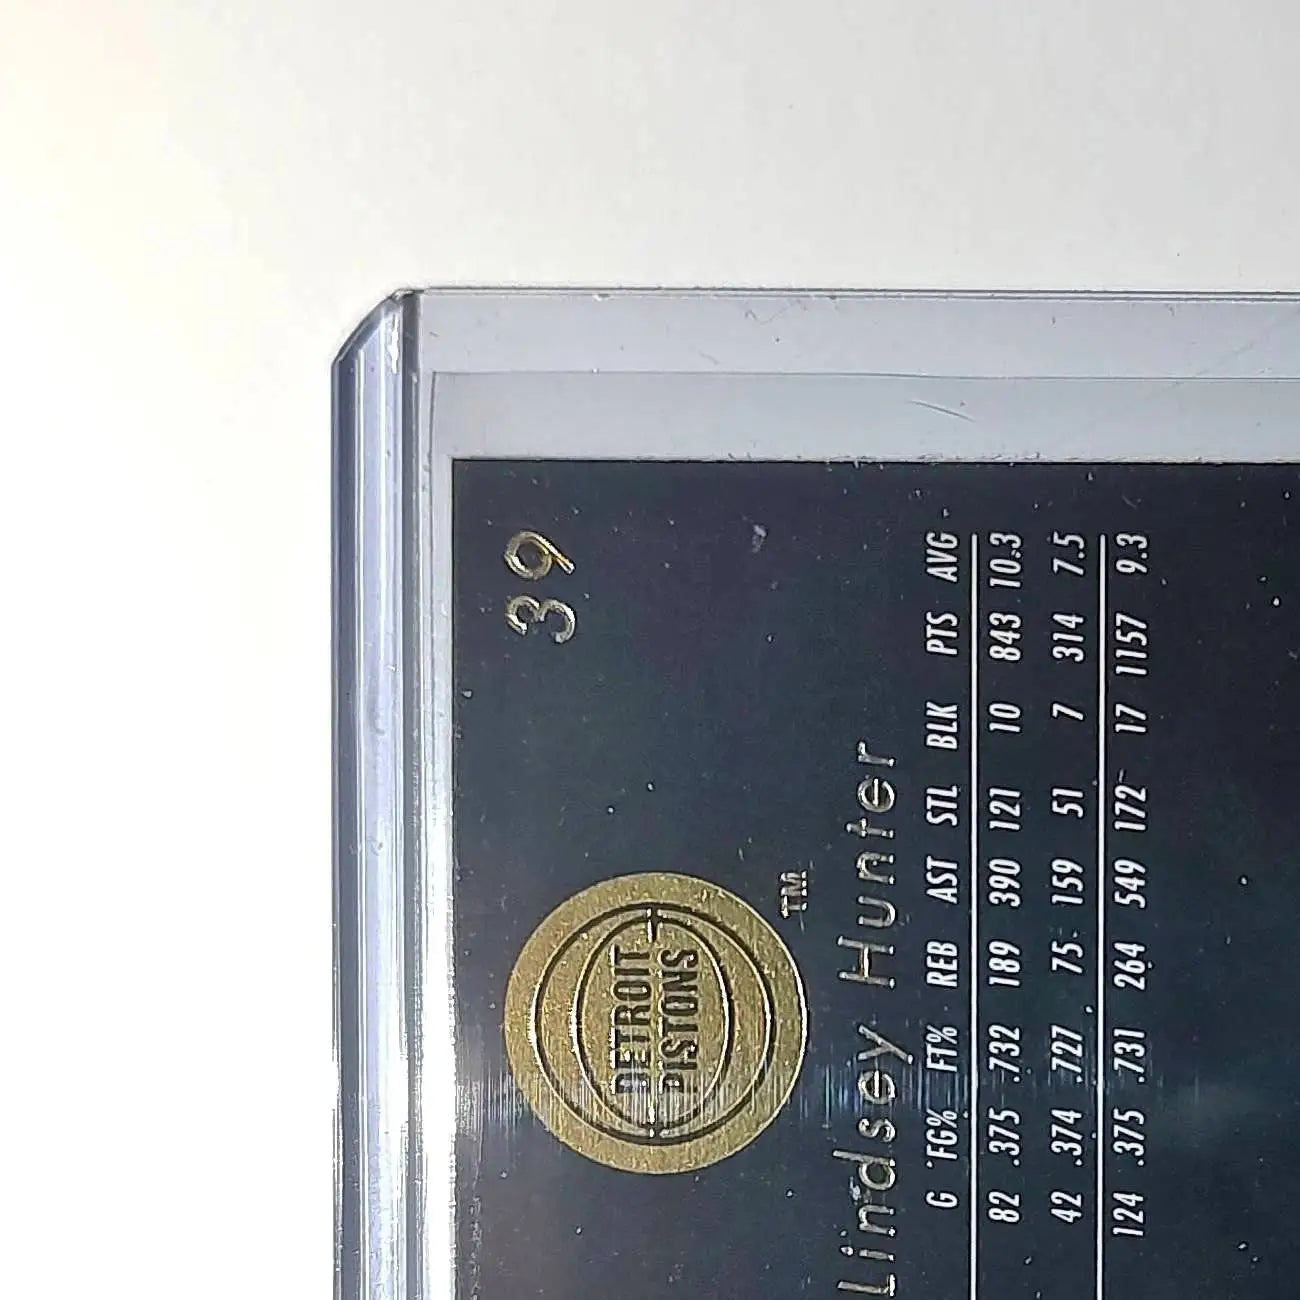 39
DETROIT
PISTONS
TM
Lindsey Hunter
G FG% FT% REB AST STL BLK PTS AVG
82 .375 .732 189 390 121 10 843 10.3
42 .374 .727 75 159 51 7 314 7.5
124 .375 .731 264 549 172 17 1157 9.3